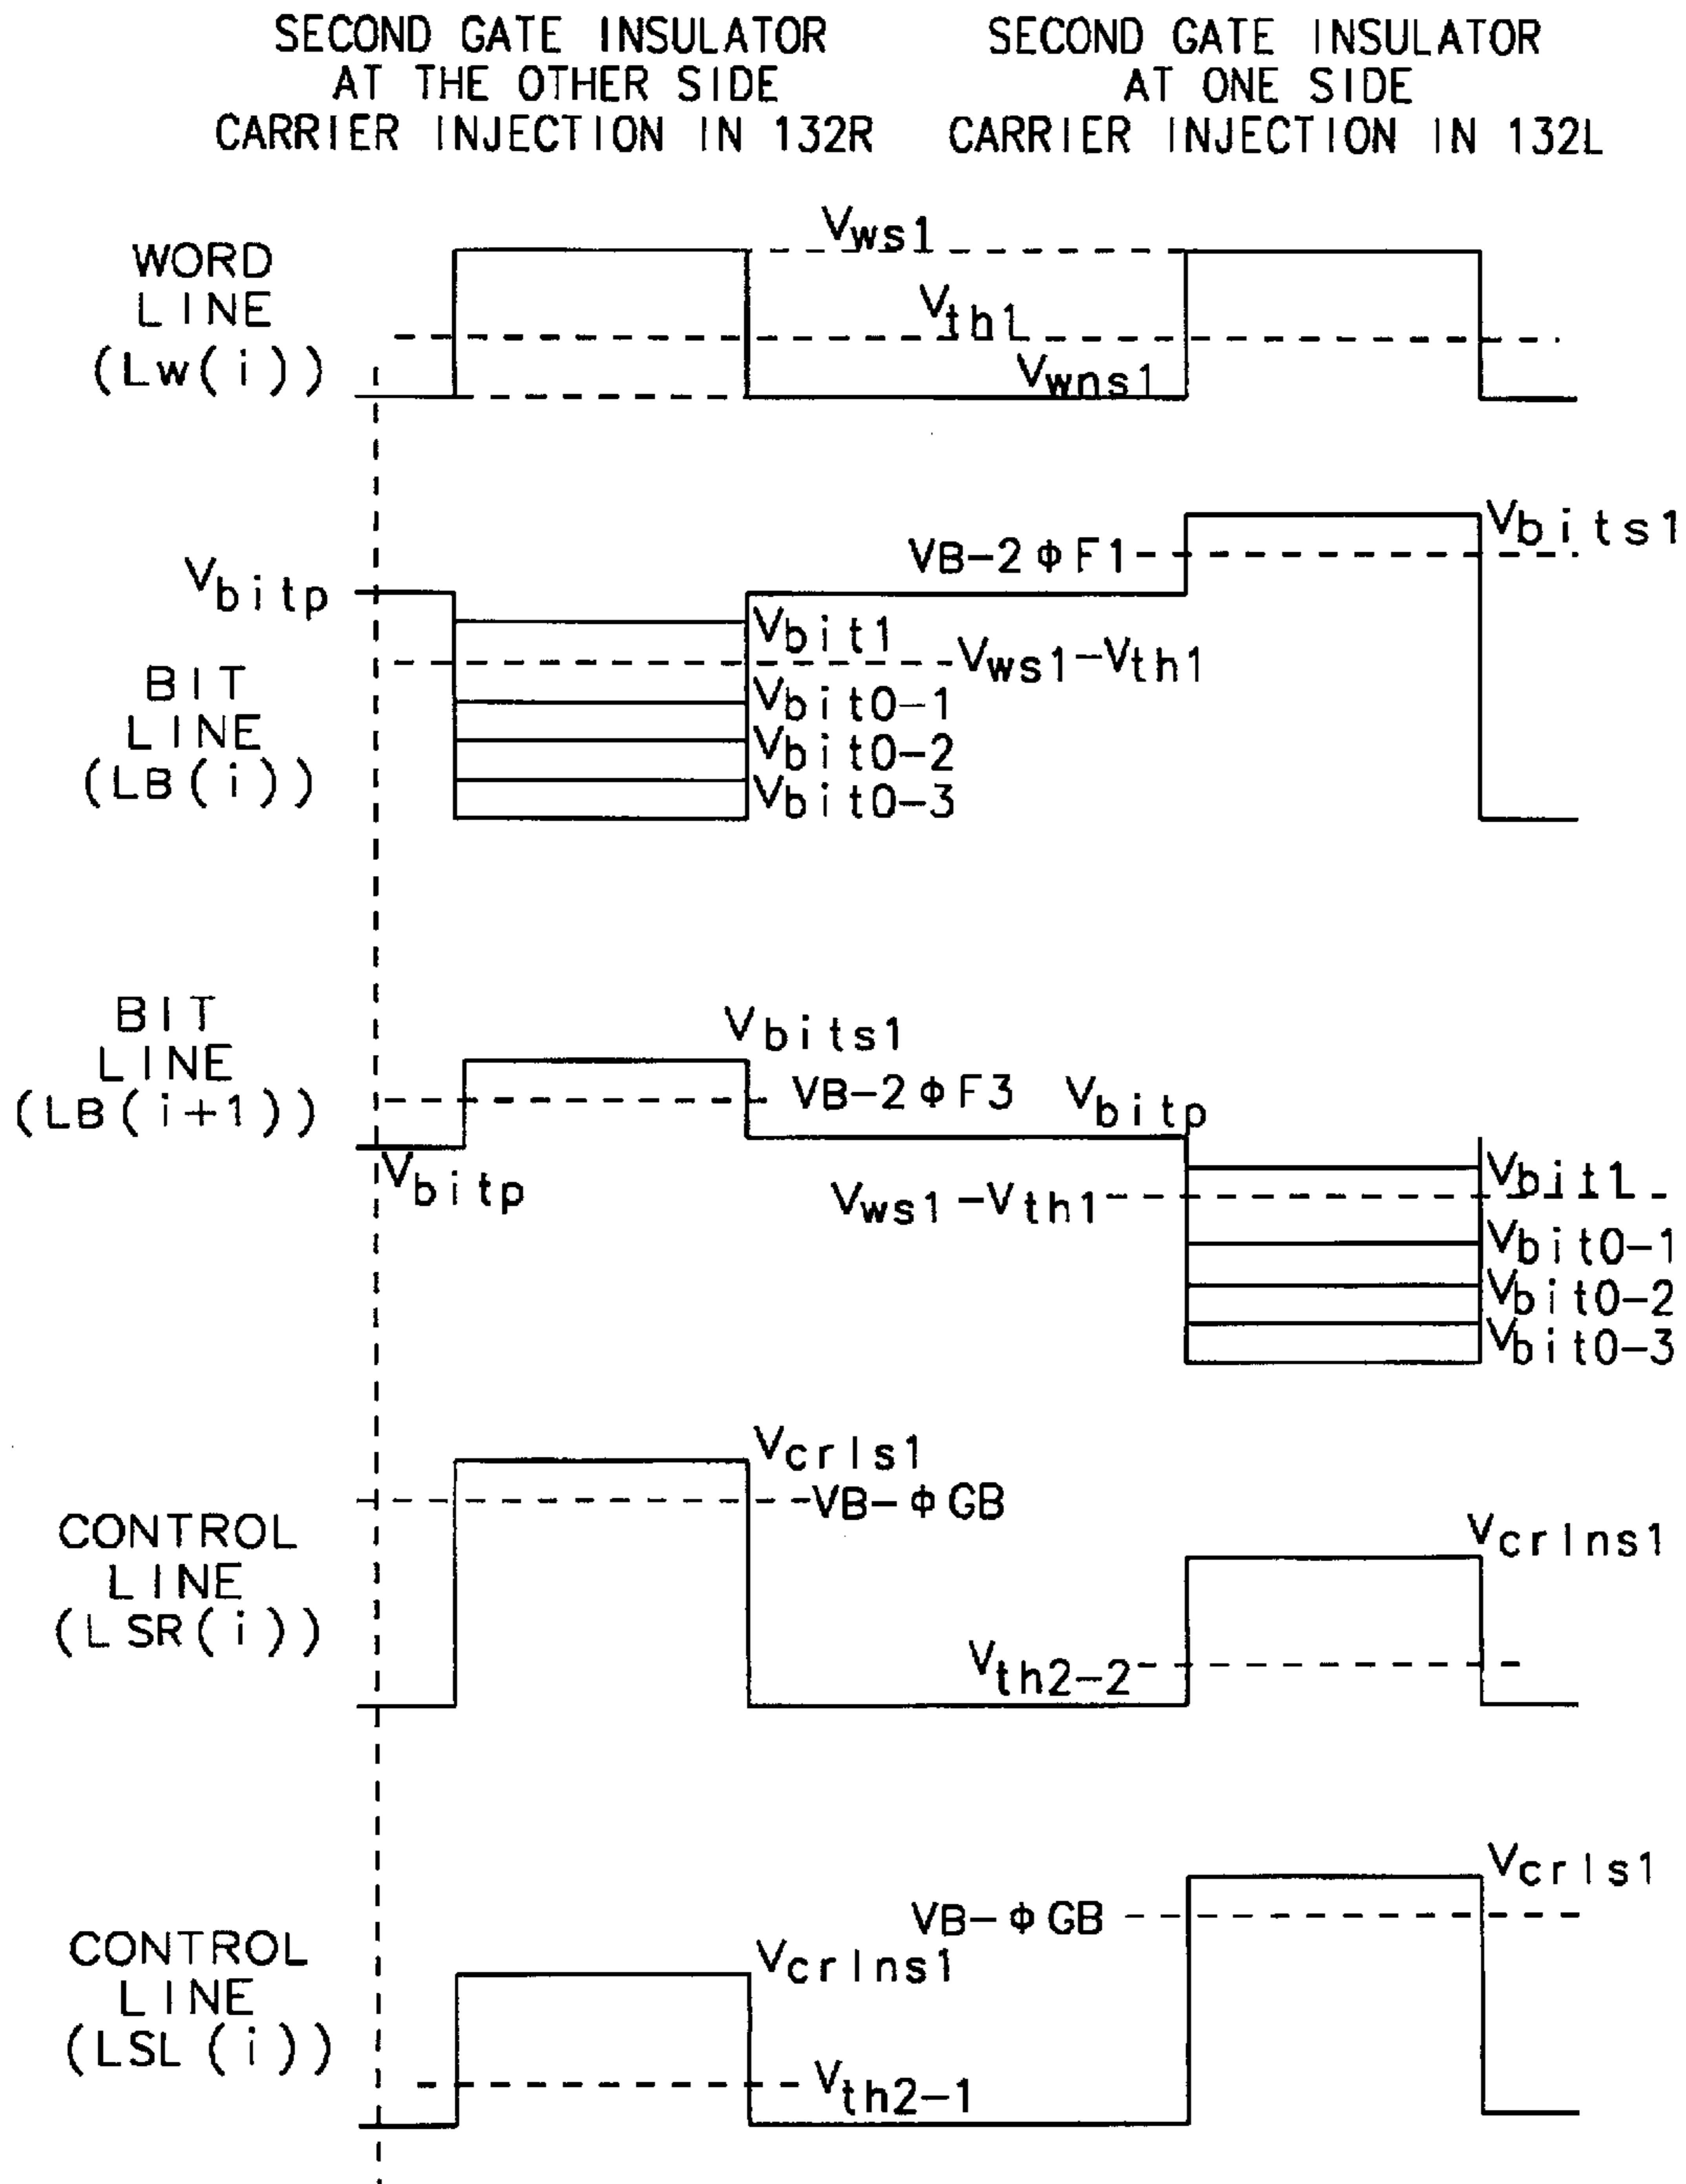 SECOND GATE INSULATOR
AT THE OTHER SIDE
CARRIER INJECTION IN 132R
SECOND GATE INSULATOR
AT ONE SIDE
CARRIER INJECTION IN 132L
WORD
LINE
(Lw(i))
Vws1
Vth1
Vwns1
BIT
LINE
(LB(i))
Vbitp
VB-2ΦF1
Vbits1
Vbit1
Vws1-Vth1
Vbit0-1
Vbit0-2
Vbit0-3
BIT
LINE
(LB(i+1))
Vbits1
VB-2ΦF3
Vbitp
Vbitp
Vws1-Vth1
Vbit1
Vbit0-1
Vbit0-2
Vbit0-3
CONTROL
LINE
(LSR(i))
Vcrls1
VB-ΦGB
Vcrlns1
Vth2-2
CONTROL
LINE
(LSL(i))
Vcrls1
VB-ΦGB
Vcrlns1
Vth2-1